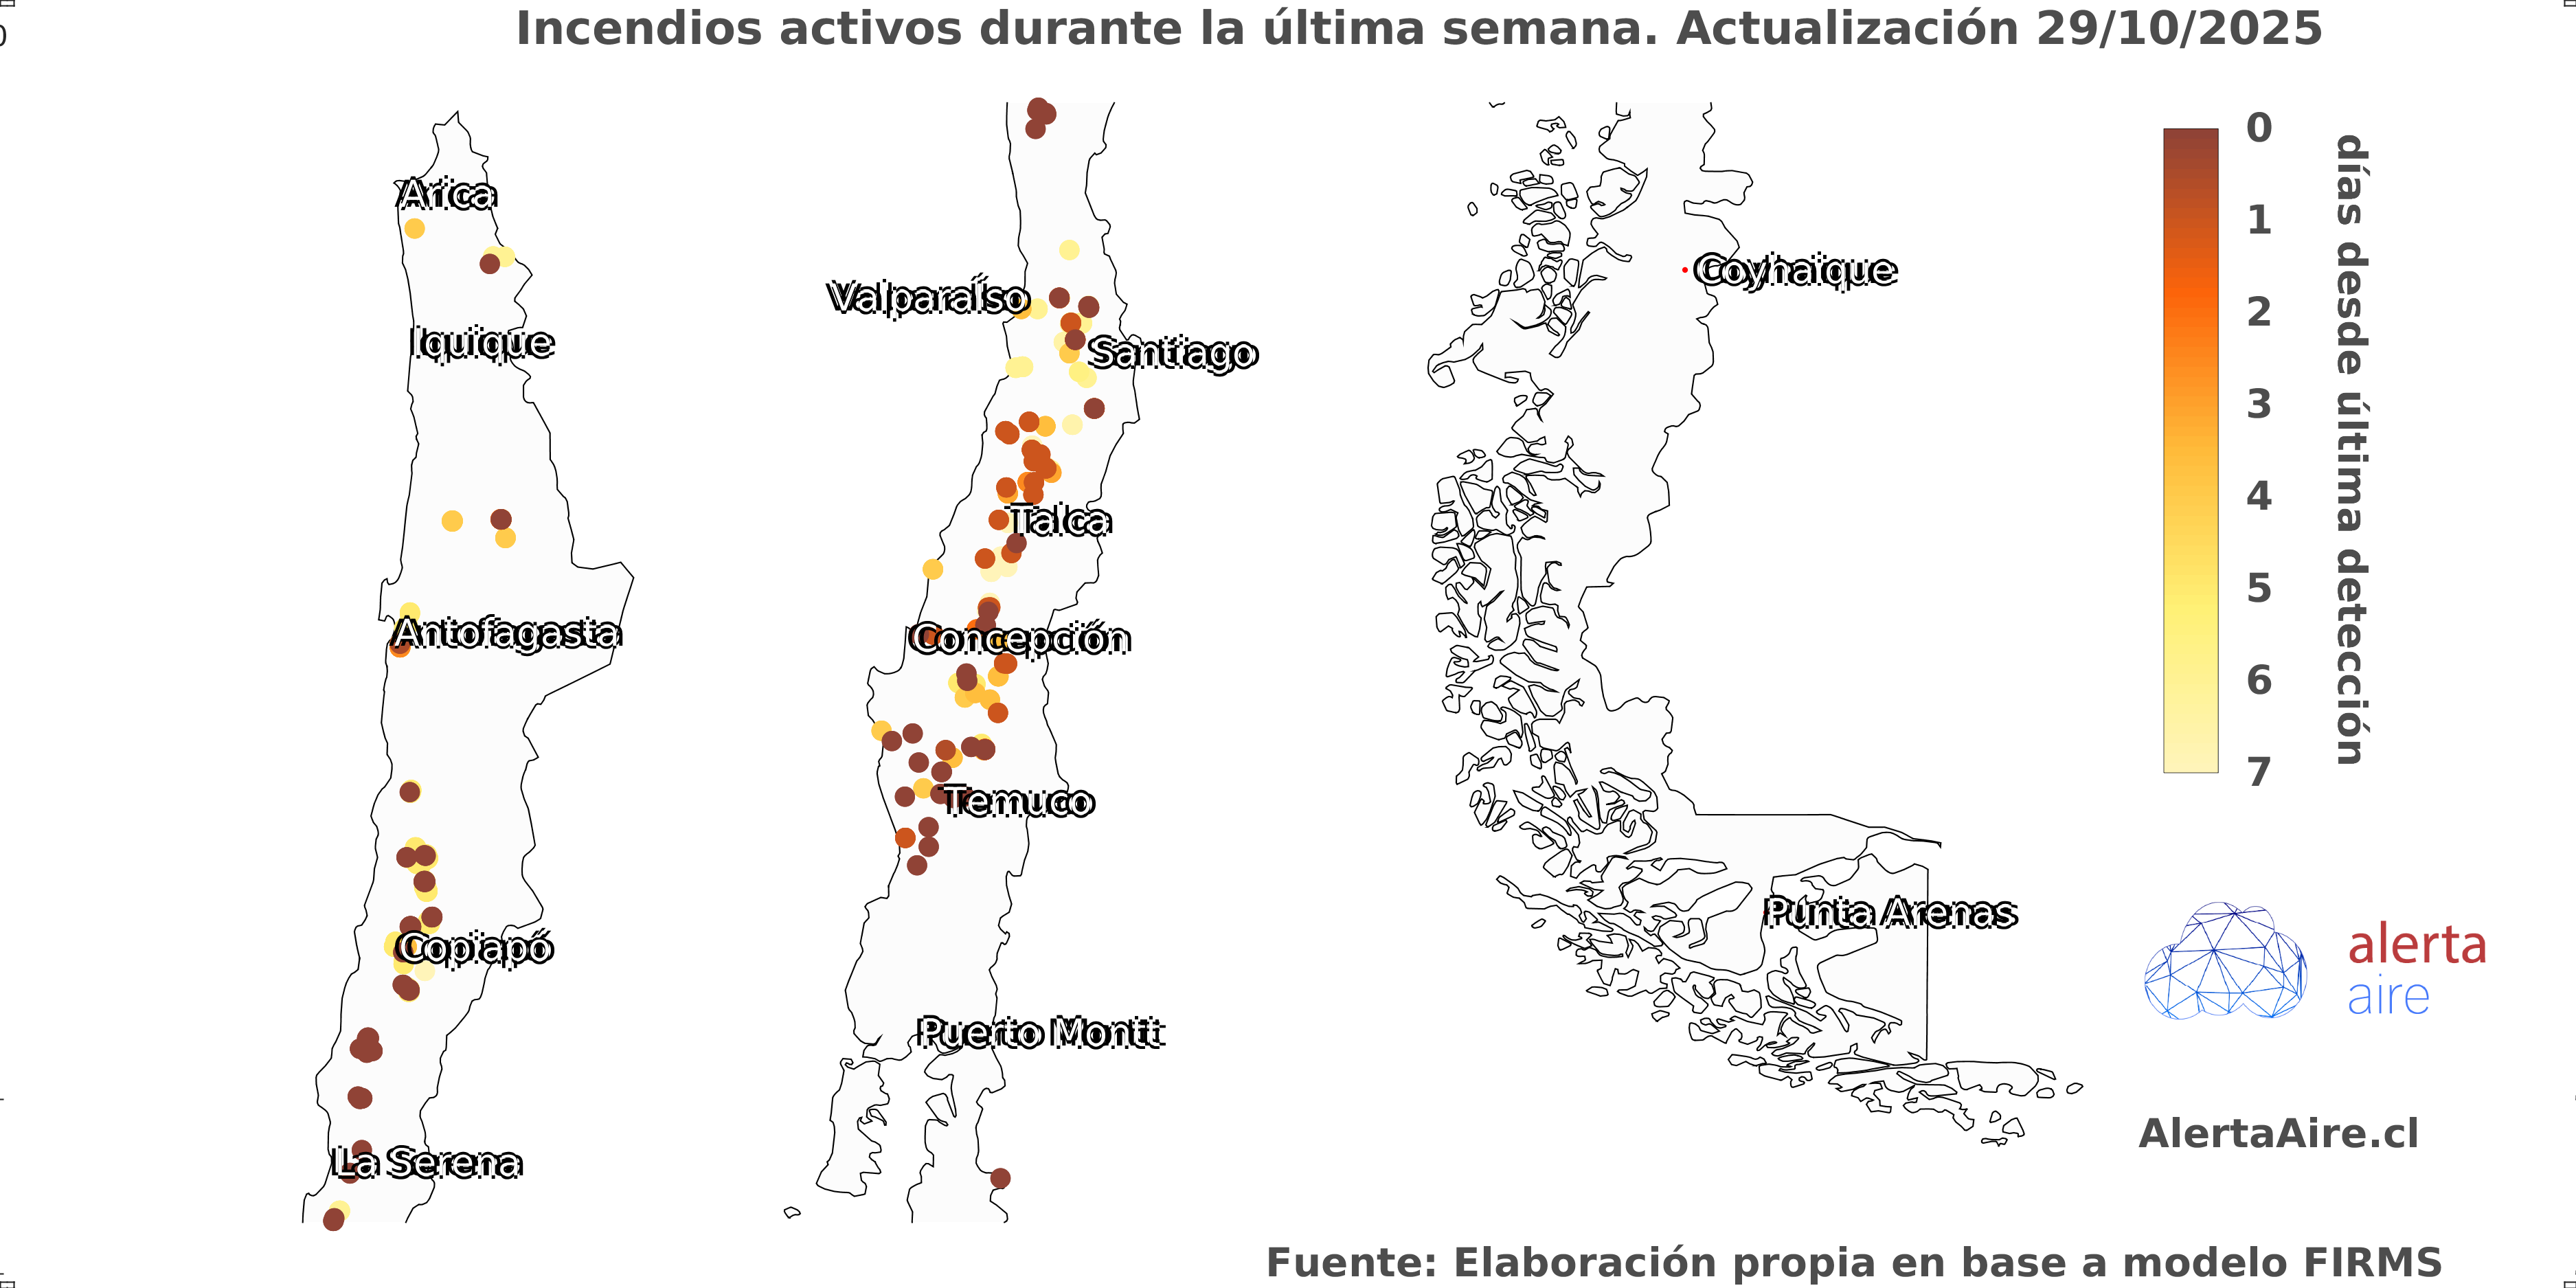 Incendios activos durante la última semana. Actualización 29/10/2025
0
Arica
Iquique
Antofagasta
Copiapó
La Serena
Valparaíso
Santiago
Talca
Concepción
Temuco
Puerto Montt
Coyhaique
Punta Arenas
0
1
2
3
4
5
6
7
días desde última detección
alerta
aire
AlertaAire.cl
Fuente: Elaboración propia en base a modelo FIRMS